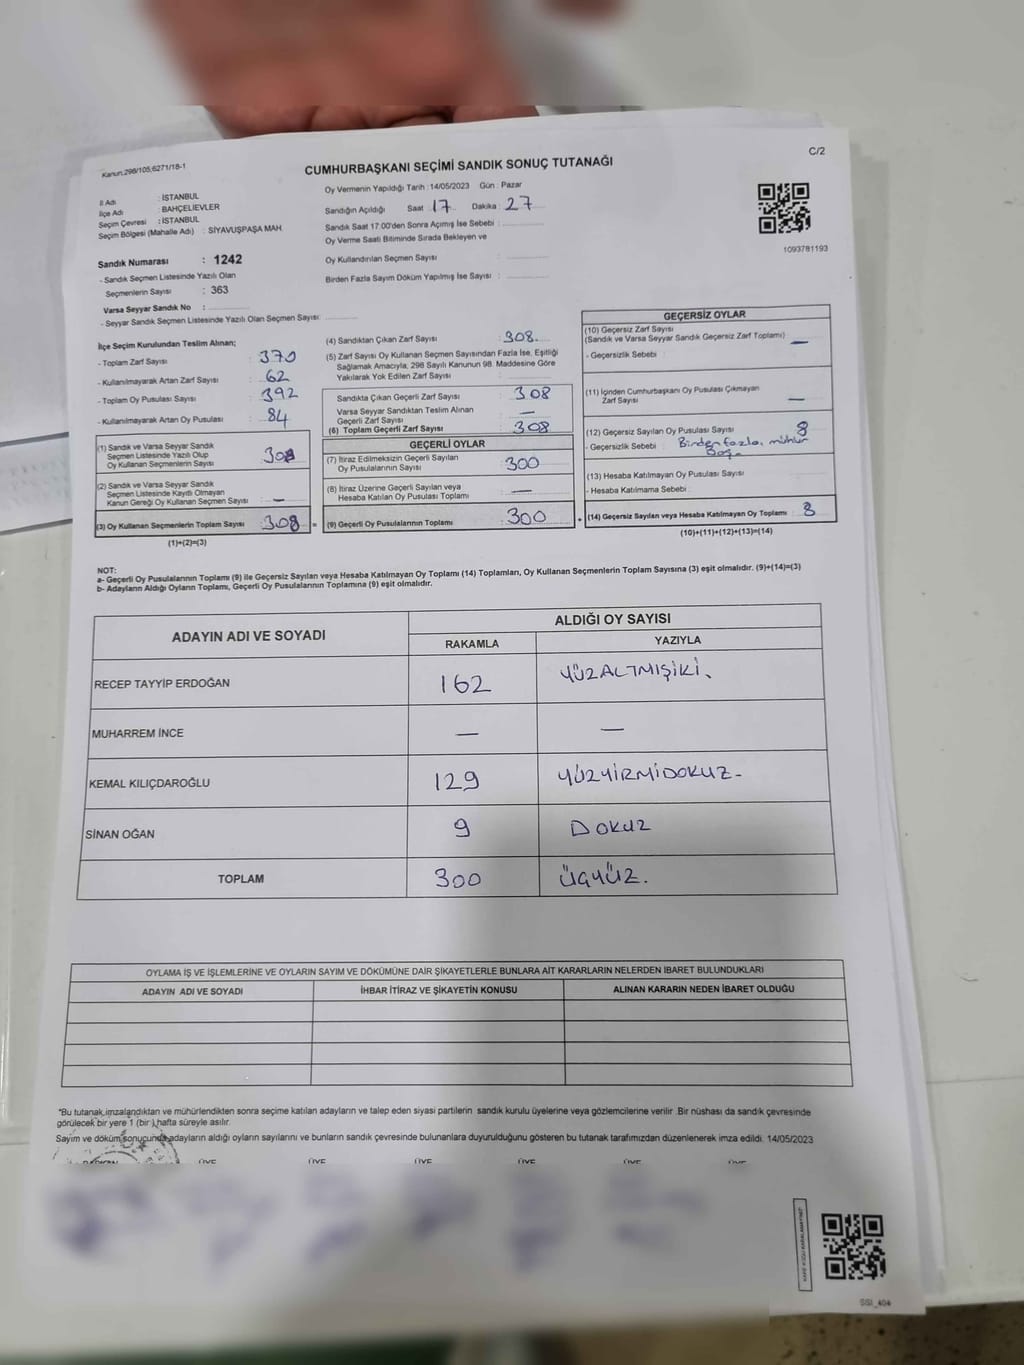 Kanun:298/105;6271/18-1
CUMHURBAŞKANI SEÇİMİ SANDIK SONUÇ TUTANAĞI
C/2
İl Adı : İSTANBUL
İlçe Adı : BAHÇELİEVLER
Seçim Çevresi : İSTANBUL
Seçim Bölgesi (Mahalle Adı) : SİYAVUŞPAŞA MAH.
Oy Vermenin Yapıldığı Tarih : 14/05/2023 Gün : Pazar
Sandığın Açıldığı Saat 17 Dakika : 27
Sandık Saat 17:00'den Sonra Açımış İse Sebebi :
Oy Verme Saati Bitiminde Sırada Bekleyen ve
Oy Kullandırılan Seçmen Sayısı :
Birden Fazla Sayım Döküm Yapılmış İse Sayısı :
1093781193
Sandık Numarası : 1242
- Sandık Seçmen Listesinde Yazılı Olan
Seçmenlerin Sayısı : 363
Varsa Seyyar Sandık No :
- Seyyar Sandık Seçmen Listesinde Yazılı Olan Seçmen Sayısı:
İlçe Seçim Kurulundan Teslim Alınan;
- Toplam Zarf Sayısı : 370
- Kullanılmayarak Artan Zarf Sayısı : 62
- Toplam Oy Pusulası Sayısı : 392
- Kullanılmayarak Artan Oy Pusulası : 84
(1) Sandık ve Varsa Seyyar Sandık
Seçmen Listesinde Yazılı Olup
Oy Kullanan Seçmenlerin Sayısı : 308
(2) Sandık ve Varsa Seyyar Sandık
Seçmen Listesinde Kayıtlı Olmayan
Kanun Gereği Oy Kullanan Seçmen Sayısı : —
(3) Oy Kullanan Seçmenlerin Toplam Sayısı : 308 =
(1)+(2)=(3)
(4) Sandıktan Çıkan Zarf Sayısı : 308.
(5) Zarf Sayısı Oy Kullanan Seçmen Sayısından Fazla İse, Eşitliği
Sağlamak Amacıyla, 298 Sayılı Kanunun 98. Maddesine Göre
Yakılarak Yok Edilen Zarf Sayısı :
Sandıkta Çıkan Geçerli Zarf Sayısı : 308
Varsa Seyyar Sandıktan Teslim Alınan
Geçerli Zarf Sayısı : —
(6) Toplam Geçerli Zarf Sayısı : 308
GEÇERLİ OYLAR
(7) İtiraz Edilmeksizin Geçerli Sayılan
Oy Pusulalarının Sayısı : 300
(8) İtiraz Üzerine Geçerli Sayılan veya
Hesaba Katılan Oy Pusulası Toplamı : —
(9) Geçerli Oy Pusulalarının Toplamı : 300 +
GEÇERSİZ OYLAR
(10) Geçersiz Zarf Sayısı
(Sandık ve Varsa Seyyar Sandık Geçersiz Zarf Toplamı) : —
- Geçersizlik Sebebi :
(11) İçinden Cumhurbaşkanı Oy Pusulası Çıkmayan
Zarf Sayısı : —
(12) Geçersiz Sayılan Oy Pusulası Sayısı : 8
- Geçersizlik Sebebi : Birden fazla, mühür
Boş.
(13) Hesaba Katılmayan Oy Pusulası Sayısı :
- Hesaba Katılmama Sebebi :
(14) Geçersiz Sayılan veya Hesaba Katılmayan Oy Toplamı : 8
(10)+(11)+(12)+(13)=(14)
NOT:
a- Geçerli Oy Pusulalarının Toplamı (9) ile Geçersiz Sayılan veya Hesaba Katılmayan Oy Toplamı (14) Toplamları, Oy Kullanan Seçmenlerin Toplam Sayısına (3) eşit olmalıdır. (9)+(14)=(3)
b- Adayların Aldığı Oyların Toplamı, Geçerli Oy Pusulalarının Toplamına (9) eşit olmalıdır.
ADAYIN ADI VE SOYADI
ALDIĞI OY SAYISI
RAKAMLA YAZIYLA
RECEP TAYYİP ERDOĞAN 162 YÜZALTMIŞİKİ.
MUHARREM İNCE — —
KEMAL KILIÇDAROĞLU 129 YÜZYİRMİDOKUZ-
SİNAN OĞAN 9 DOKUZ
TOPLAM 300 ÜÇYÜZ.
OYLAMA İŞ VE İŞLEMLERİNE VE OYLARIN SAYIM VE DÖKÜMÜNE DAİR ŞİKAYETLERLE BUNLARA AİT KARARLARIN NELERDEN İBARET BULUNDUKLARI
ADAYIN ADI VE SOYADI İHBAR İTİRAZ VE ŞİKAYETİN KONUSU ALINAN KARARIN NEDEN İBARET OLDUĞU
*Bu tutanak,imzalandıktan ve mühürlendikten sonra seçime katılan adayların ve talep eden siyasi partilerin sandık kurulu üyelerine veya gözlemcilerine verilir .Bir nüshası da sandık çevresinde
görülecek bir yere 1 (bir ) hafta süreyle asılır.
Sayım ve döküm sonucunda adayların aldığı oyların sayılarını ve bunların sandık çevresinde bulunanlara duyurulduğunu gösteren bu tutanak tarafımızdan düzenlenerek imza edildi. 14/05/2023
ÜYE ÜYE ÜYE ÜYE ÜYE ÜYE
SSI_404